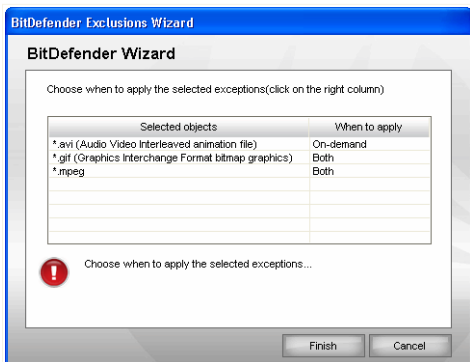 BitDefender Exclusions Wizard
BitDefender Wizard
Choose when to apply the selected exceptions(click on the right column)
Selected objects When to apply
*.avi (Audio Video Interleaved animation file) On-demand
*.gif (Graphics Interchange Format bitmap graphics) Both
*.mpeg Both
Choose when to apply the selected exceptions...
Finish Cancel